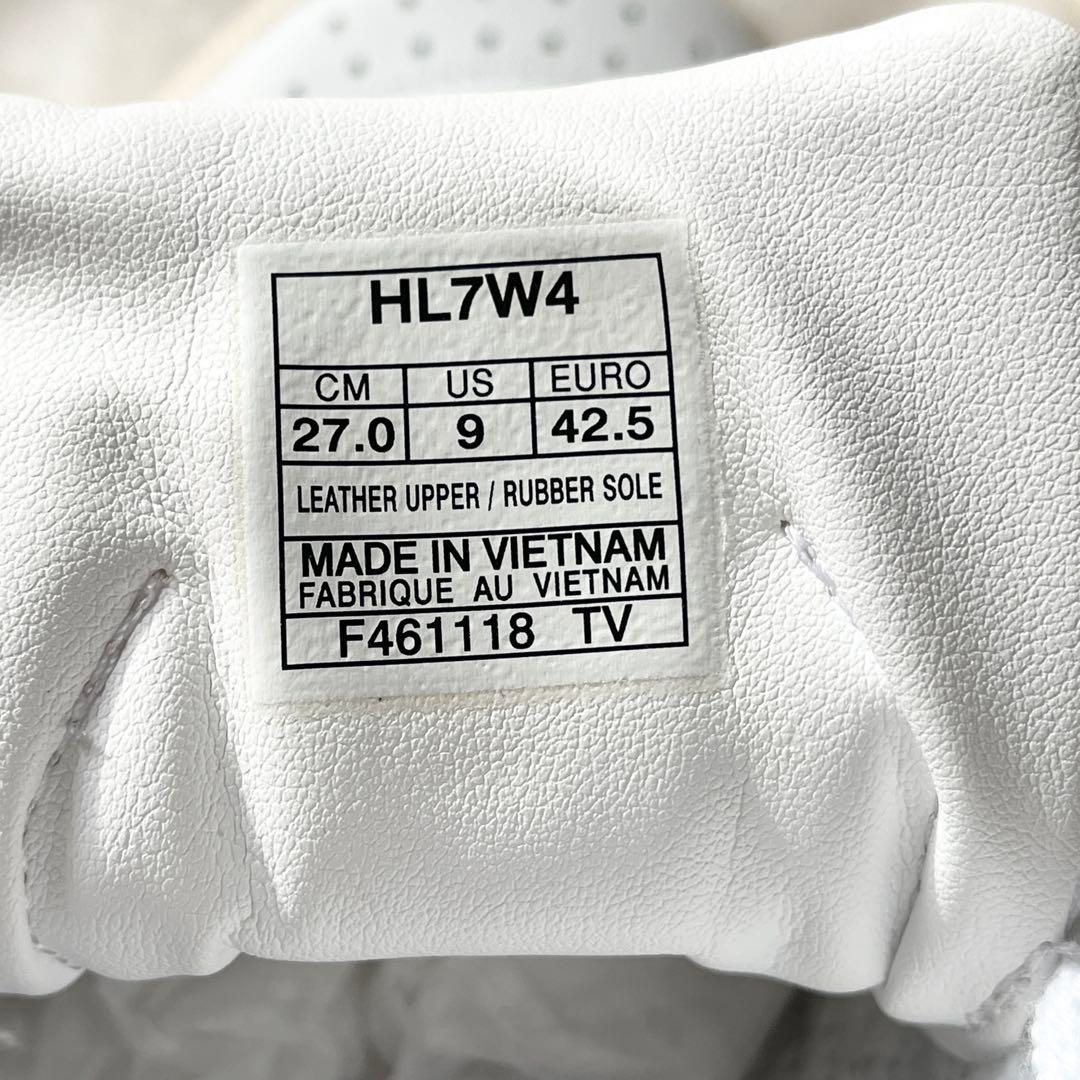 HL7W4
CM US EURO
27.0 9 42.5
LEATHER UPPER / RUBBER SOLE
MADE IN VIETNAM
FABRIQUE AU VIETNAM
F461118 TV